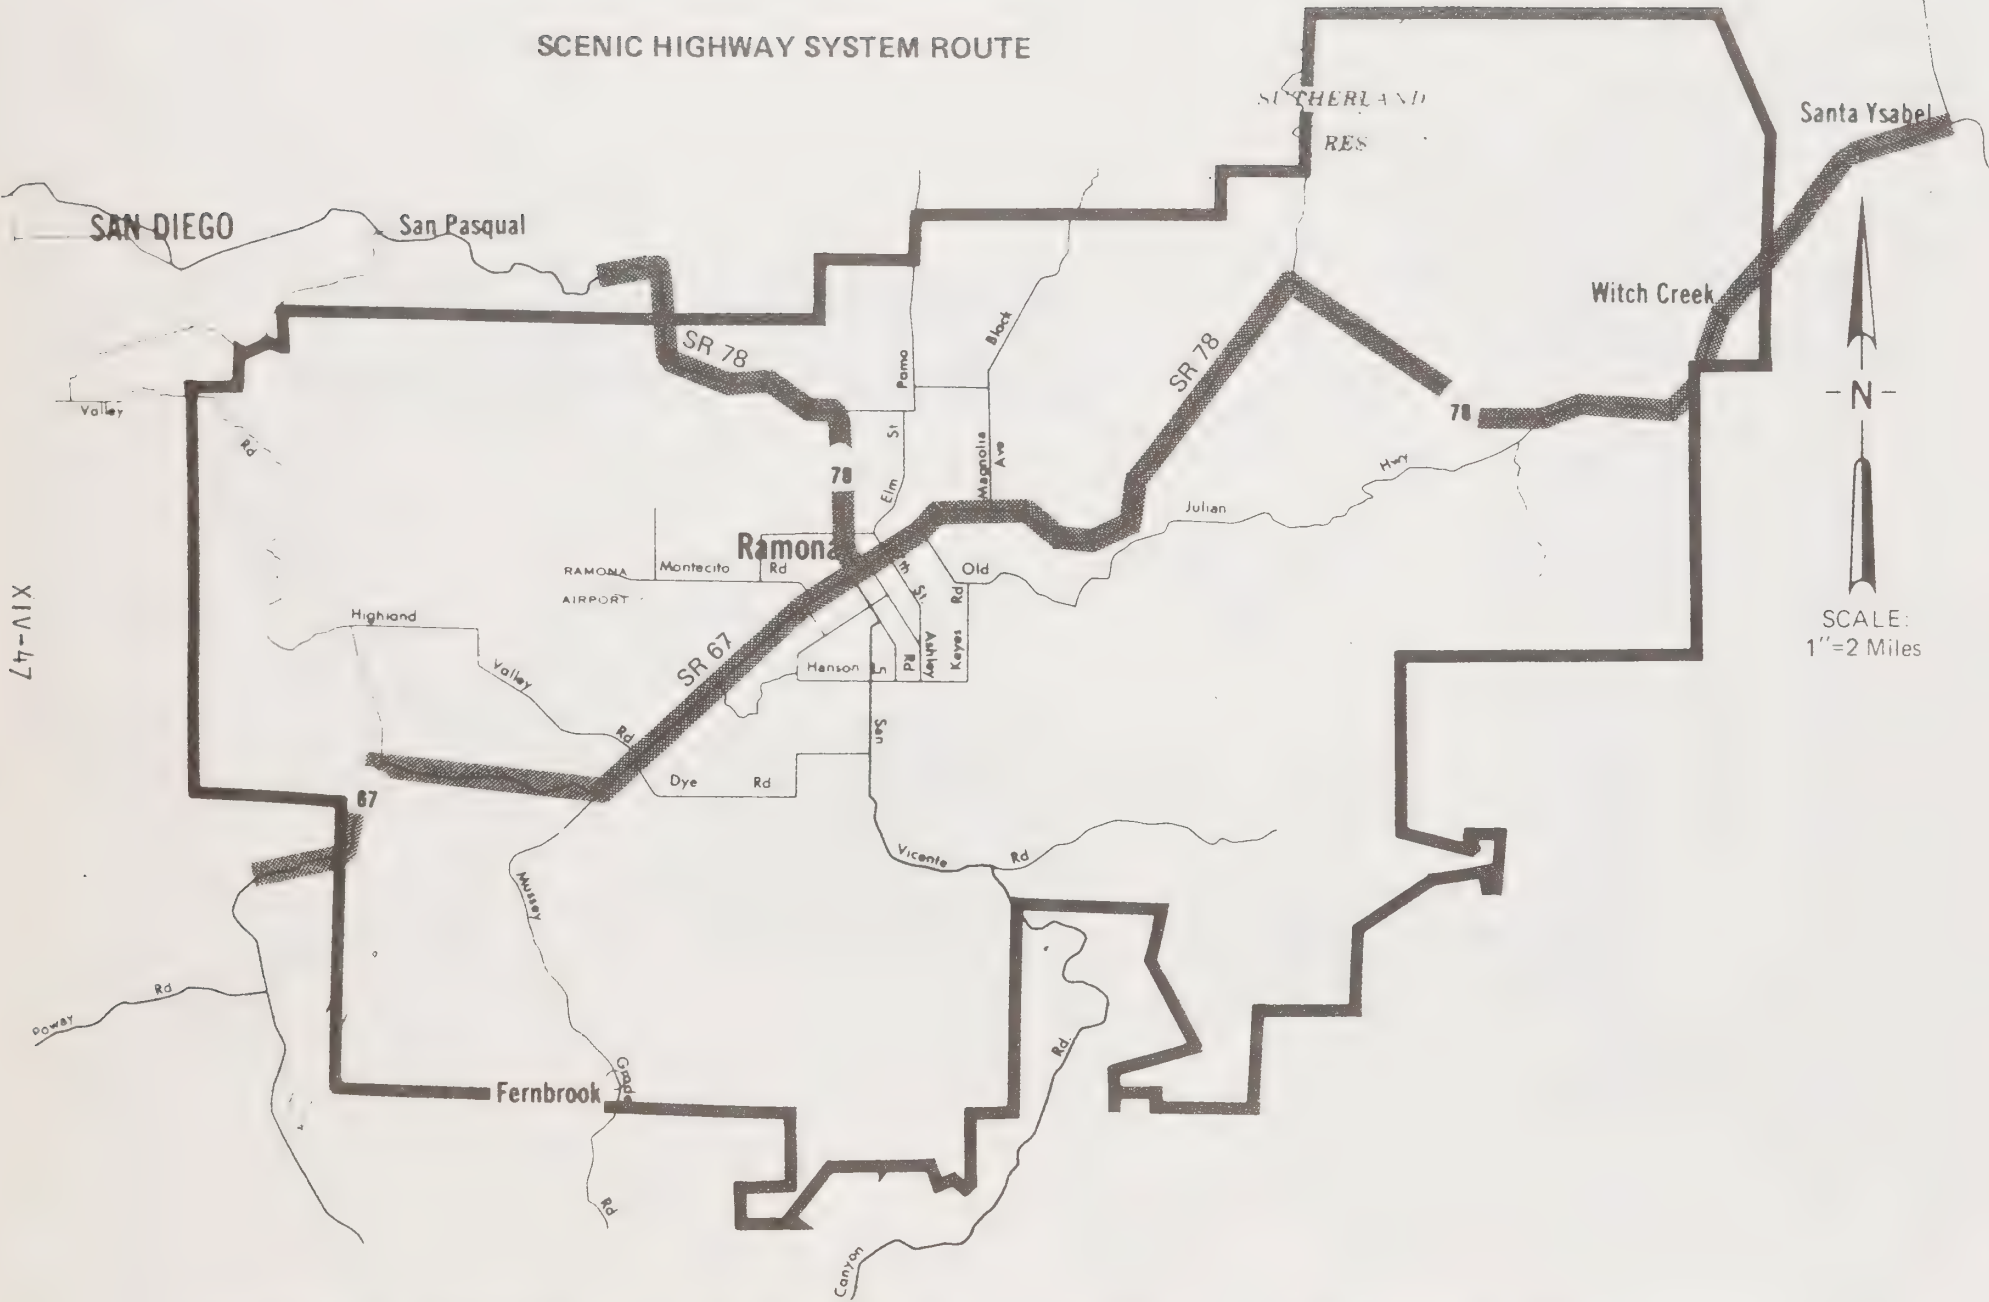 SCENIC HIGHWAY SYSTEM ROUTE
SUTHERLAND
RES
Santa Ysabel
SAN DIEGO
San Pasqual
Witch Creek
SR 78
Black
Pamo
SR 78
N
Valley
Rd
78
St
Magnolia
Ave
78
Elm
Hwy
Julian
Ramona
RAMONA
AIRPORT
Montecito
Rd
Old
St.
Rd
Keyes
Ashley
Rd
Highland
Valley
Rd
SR 67
Hanson
Ln
SCALE:
1"=2 Miles
XIV-47
San
Dye
Rd
67
Vicente
Rd
Mussey
Rd
Poway
Rd.
Grade
Fernbrook
Rd
Canyon